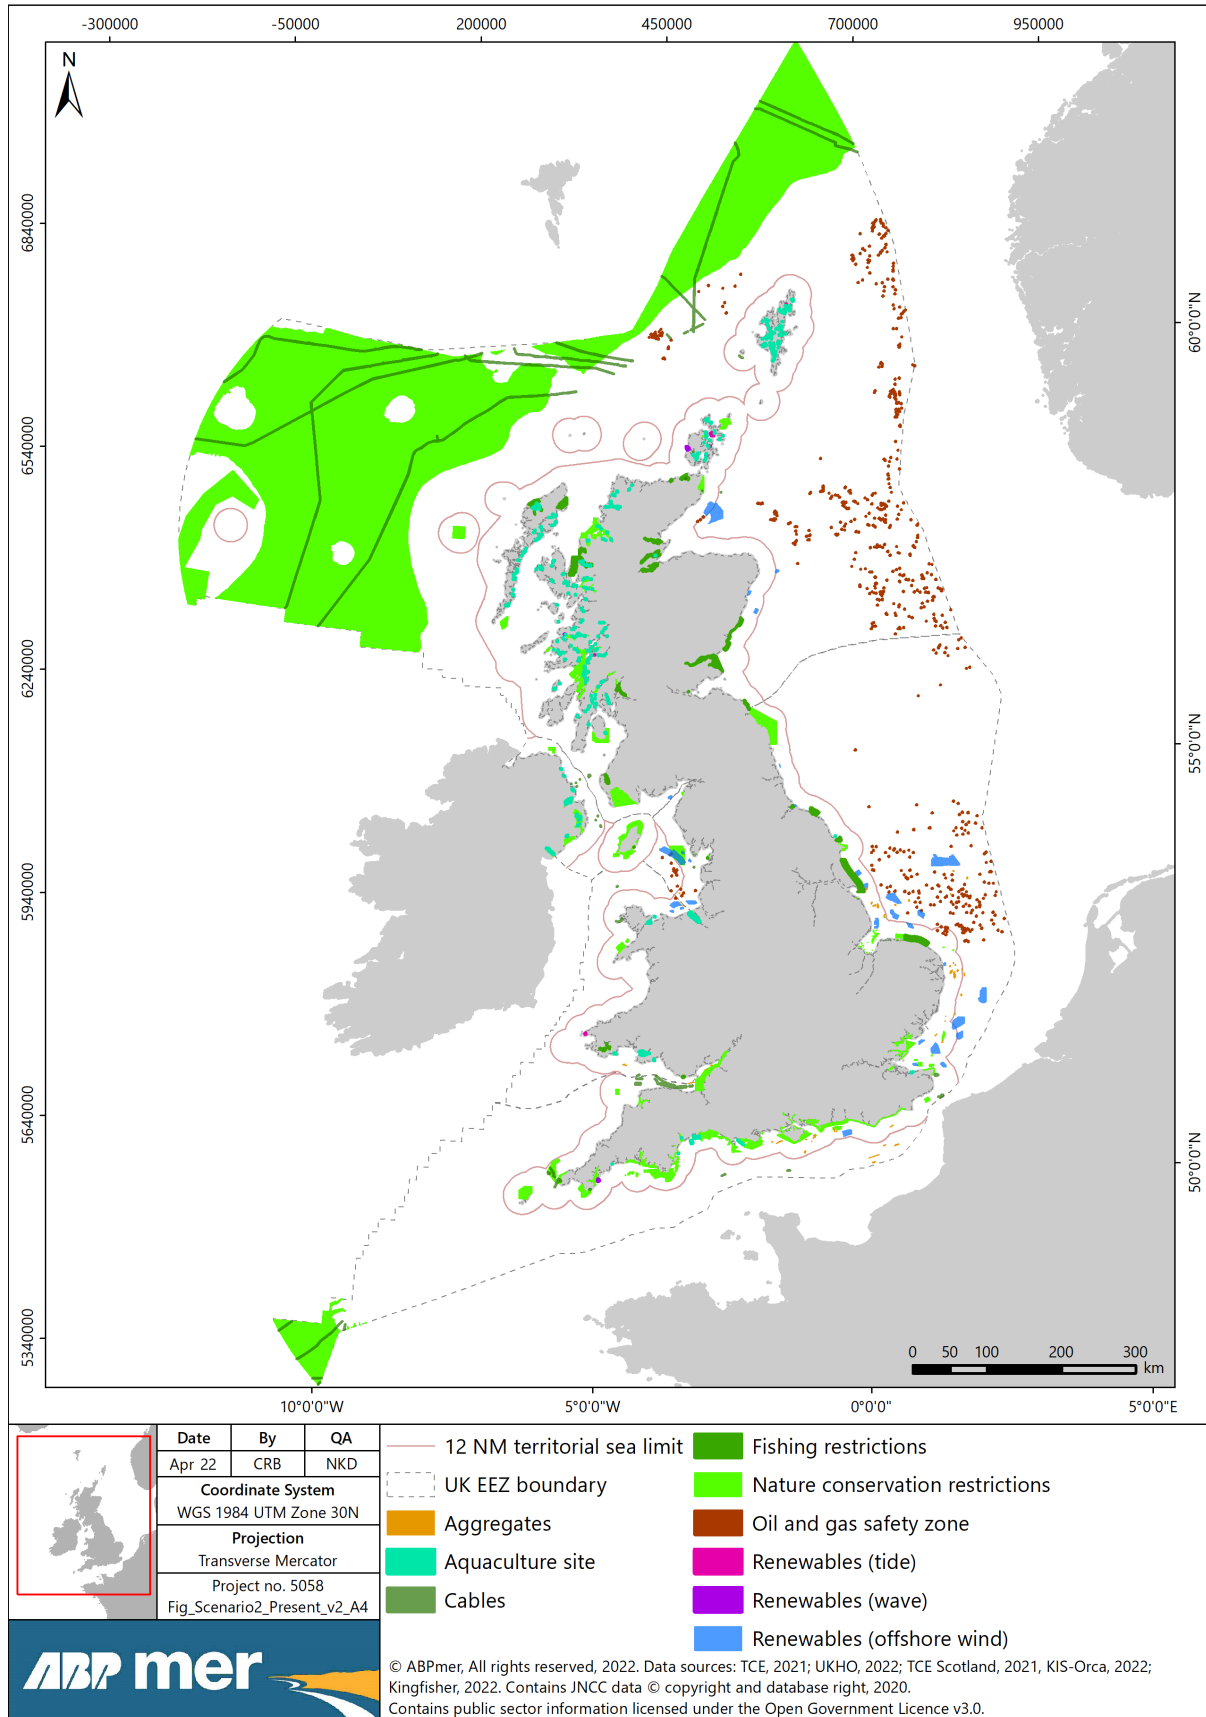 -300000 -50000 200000 450000 700000 950000
N
6840000
6540000
6240000
5940000
5640000
5340000
60°0'0"N
55°0'0"N
50°0'0"N
0 50 100 200 300
km
10°0'0"W 5°0'0"W 0°0'0" 5°0'0"E
Date By QA
Apr 22 CRB NKD
Coordinate System
WGS 1984 UTM Zone 30N
Projection
Transverse Mercator
Project no. 5058
Fig_Scenario2_Present_v2_A4
ABPmer
12 NM territorial sea limit
UK EEZ boundary
Aggregates
Aquaculture site
Cables
Fishing restrictions
Nature conservation restrictions
Oil and gas safety zone
Renewables (tide)
Renewables (wave)
Renewables (offshore wind)
© ABPmer, All rights reserved, 2022. Data sources: TCE, 2021; UKHO, 2022; TCE Scotland, 2021, KIS-Orca, 2022;
Kingfisher, 2022. Contains JNCC data © copyright and database right, 2020.
Contains public sector information licensed under the Open Government Licence v3.0.